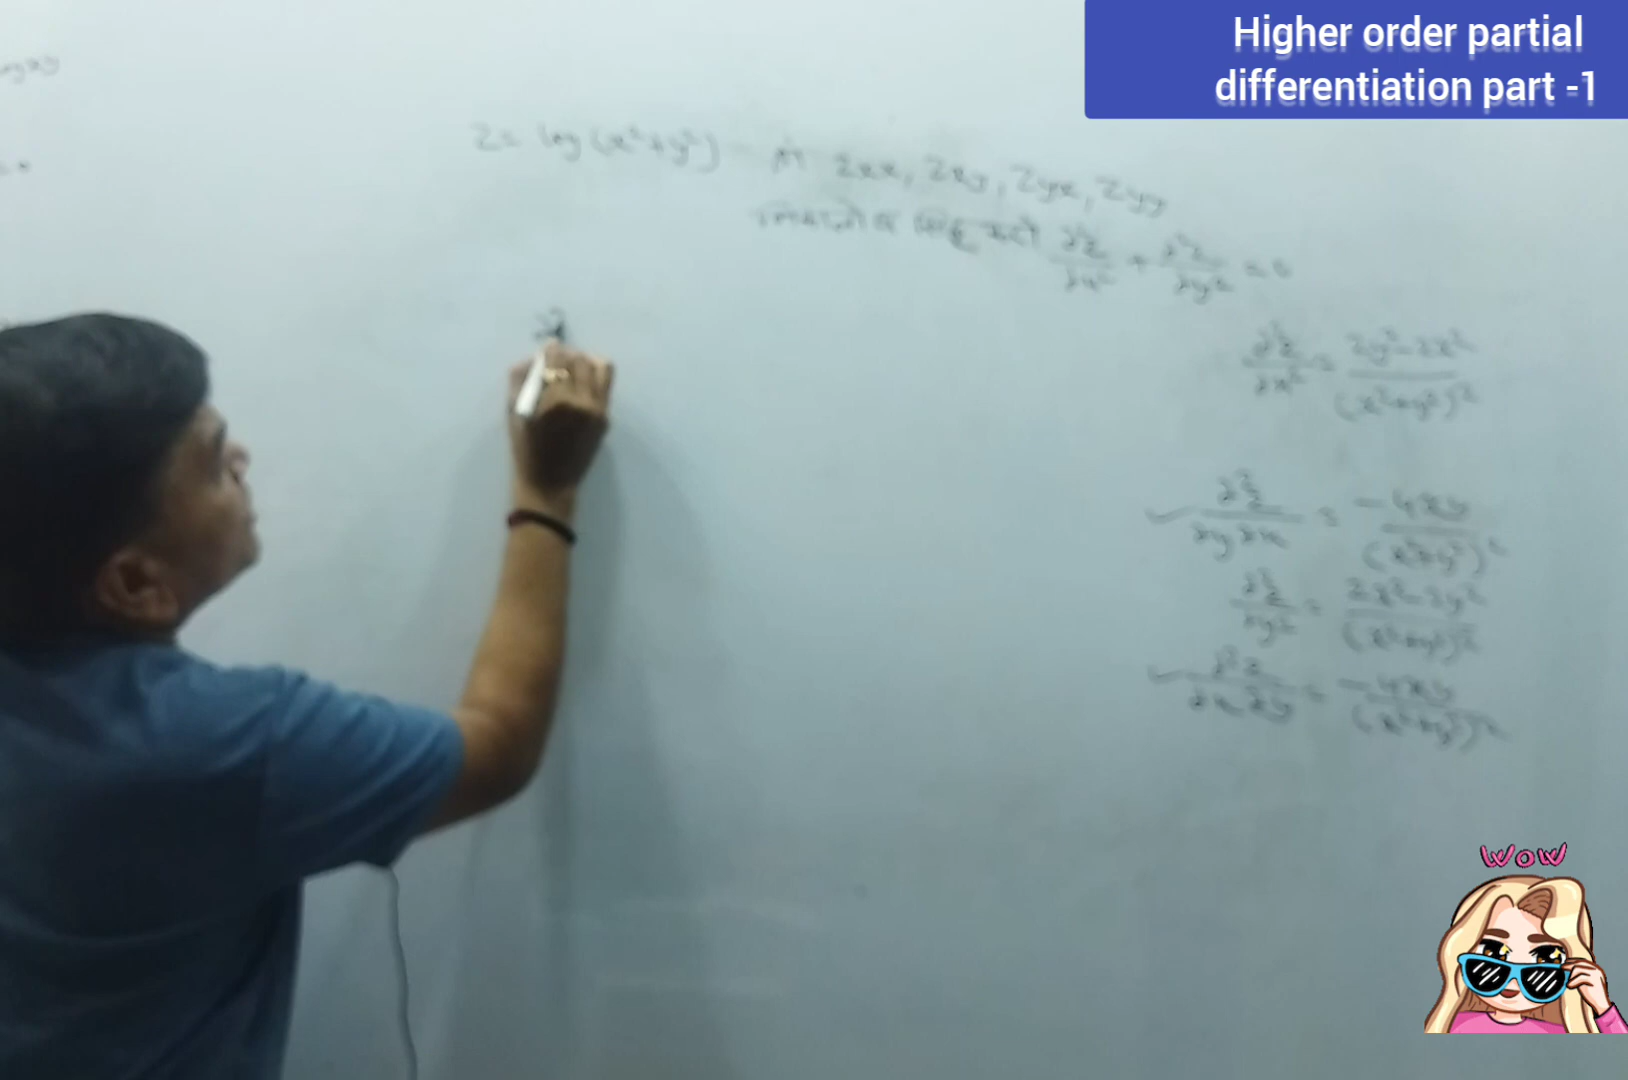 Higher order partial
differentiation part -1
z = log (x² + y²) Zxx, Zxy, Zyx, Zyy
∂²z/∂x² + ∂²z/∂y² = 0
∂²z/∂x² = 2y² - 2x²/(x²+y²)²
∂²z/∂y∂x = -4xy/(x²+y²)²
∂²z/∂y² = 2x² - 2y²/(x²+y²)²
∂²z/∂x∂y = -4xy/(x²+y²)²
WOW